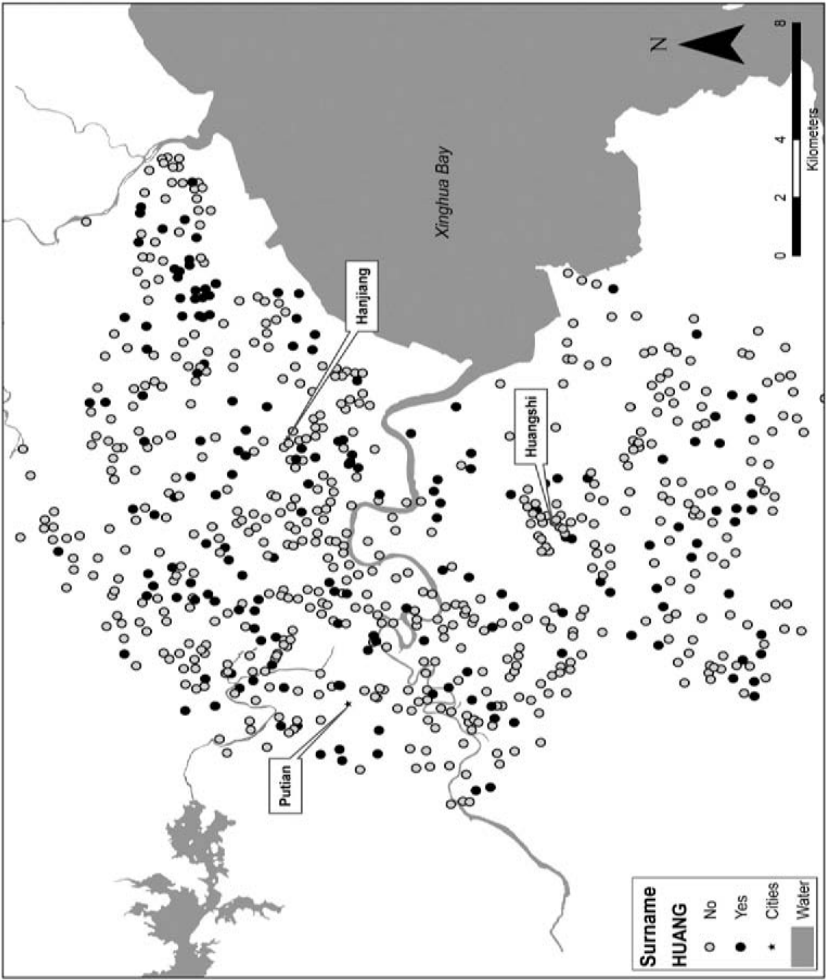 N
Xinghua Bay
Hanjiang
Huangshi
Putian
0 2 4 8
Kilometers
Surname
HUANG
No
Yes
Cities
Water